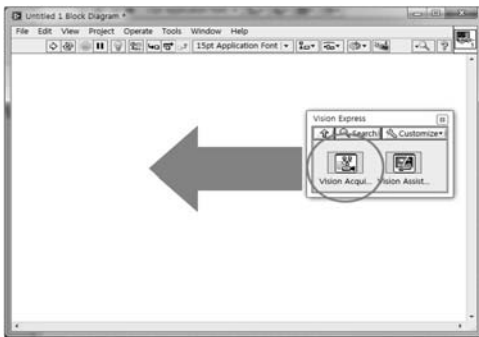 Untitled 1 Block Diagram *
File Edit View Project Operate Tools Window Help
15pt Application Font
Vision Express
Search Customize
Vision Acqui... Vision Assist...